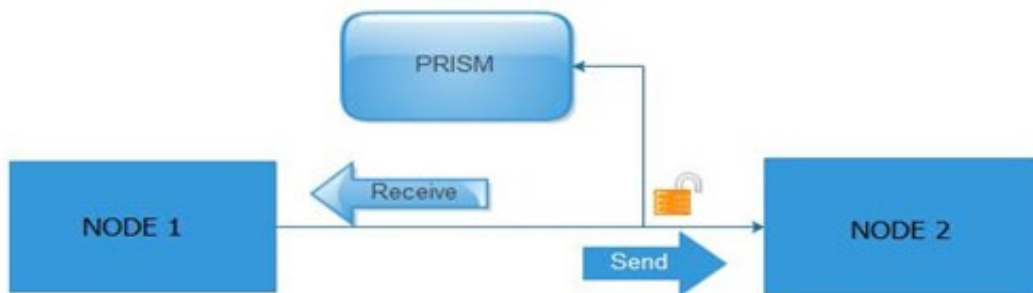 PRISM
Receive
NODE 1
NODE 2
Send